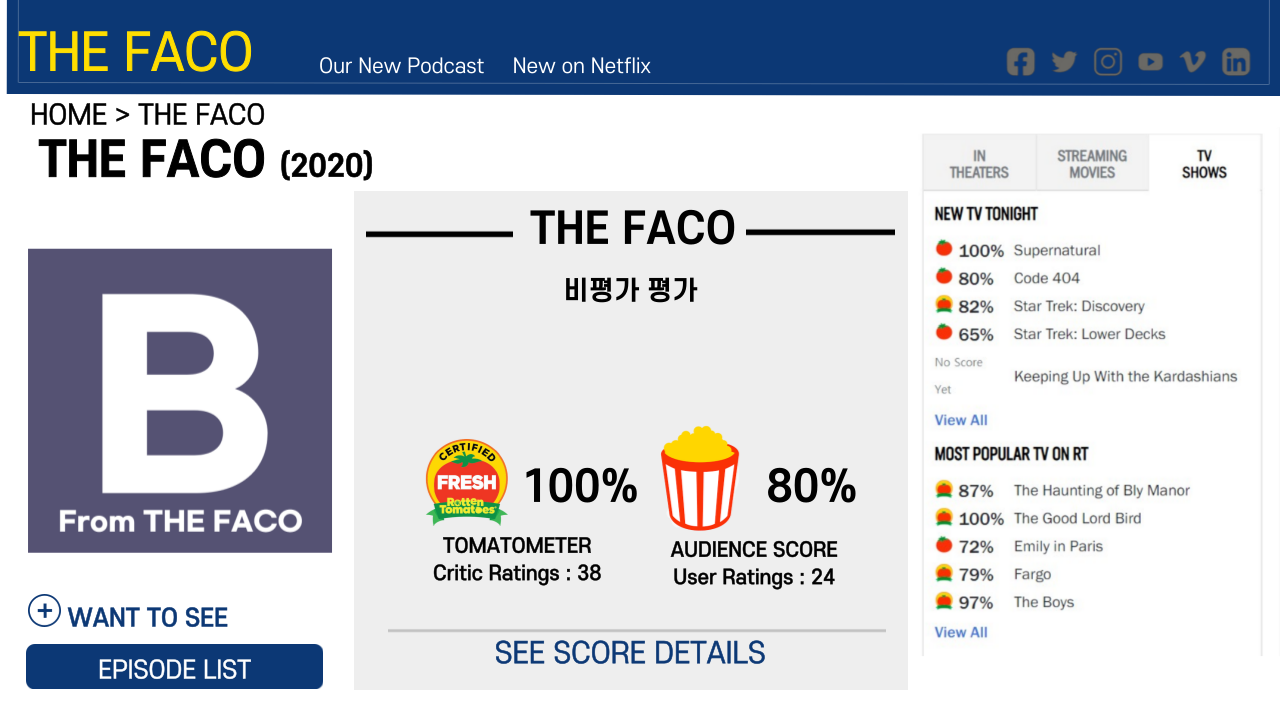 THE FACO
Our New Podcast New on Netflix
HOME > THE FACO
THE FACO (2020)
B
From THE FACO
WANT TO SEE
EPISODE LIST
THE FACO
비평가 평가
CERTIFIED
FRESH
Rotten
Tomatoes
100%
80%
TOMATOMETER
Critic Ratings : 38
AUDIENCE SCORE
User Ratings : 24
SEE SCORE DETAILS
IN
THEATERS
STREAMING
MOVIES
TV
SHOWS
NEW TV TONIGHT
100% Supernatural
80% Code 404
82% Star Trek: Discovery
65% Star Trek: Lower Decks
No Score
Yet
Keeping Up With the Kardashians
View All
MOST POPULAR TV ON RT
87% The Haunting of Bly Manor
100% The Good Lord Bird
72% Emily in Paris
79% Fargo
97% The Boys
View All